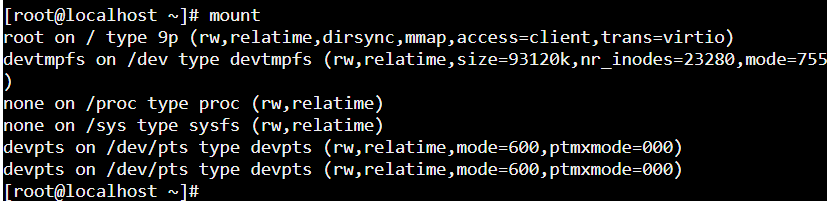 [root@localhost ~]# mount
root on / type 9p (rw,relatime,dirsync,mmap,access=client,trans=virtio)
devtmpfs on /dev type devtmpfs (rw,relatime,size=93120k,nr_inodes=23280,mode=755
)
none on /proc type proc (rw,relatime)
none on /sys type sysfs (rw,relatime)
devpts on /dev/pts type devpts (rw,relatime,mode=600,ptmxmode=000)
devpts on /dev/pts type devpts (rw,relatime,mode=600,ptmxmode=000)
[root@localhost ~]#